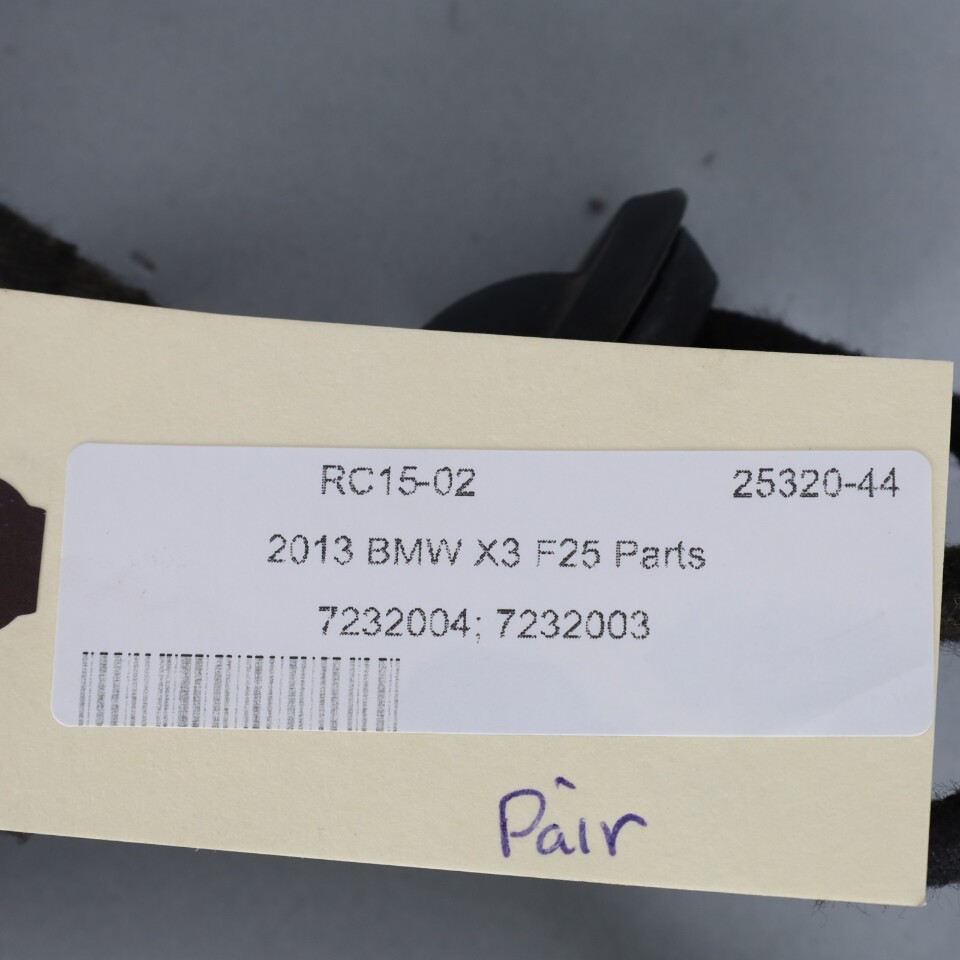 RC15-02 25320-44
2013 BMW X3 F25 Parts
7232004; 7232003
Pair